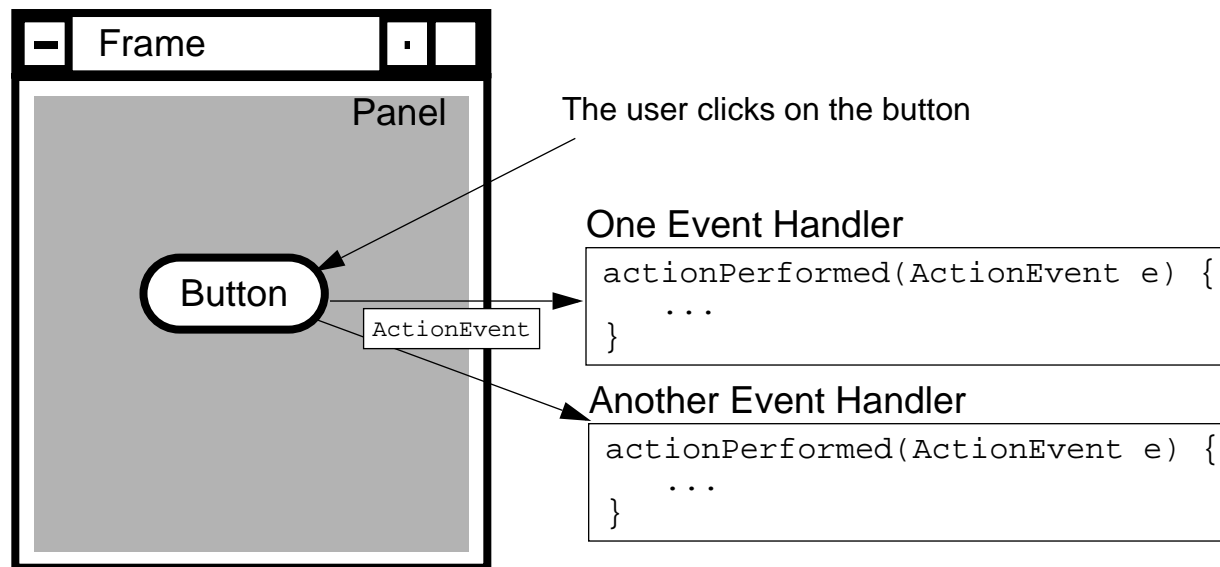 Frame
Panel
The user clicks on the button
One Event Handler
actionPerformed(ActionEvent e) {
...
}
Button
ActionEvent
Another Event Handler
actionPerformed(ActionEvent e) {
...
}